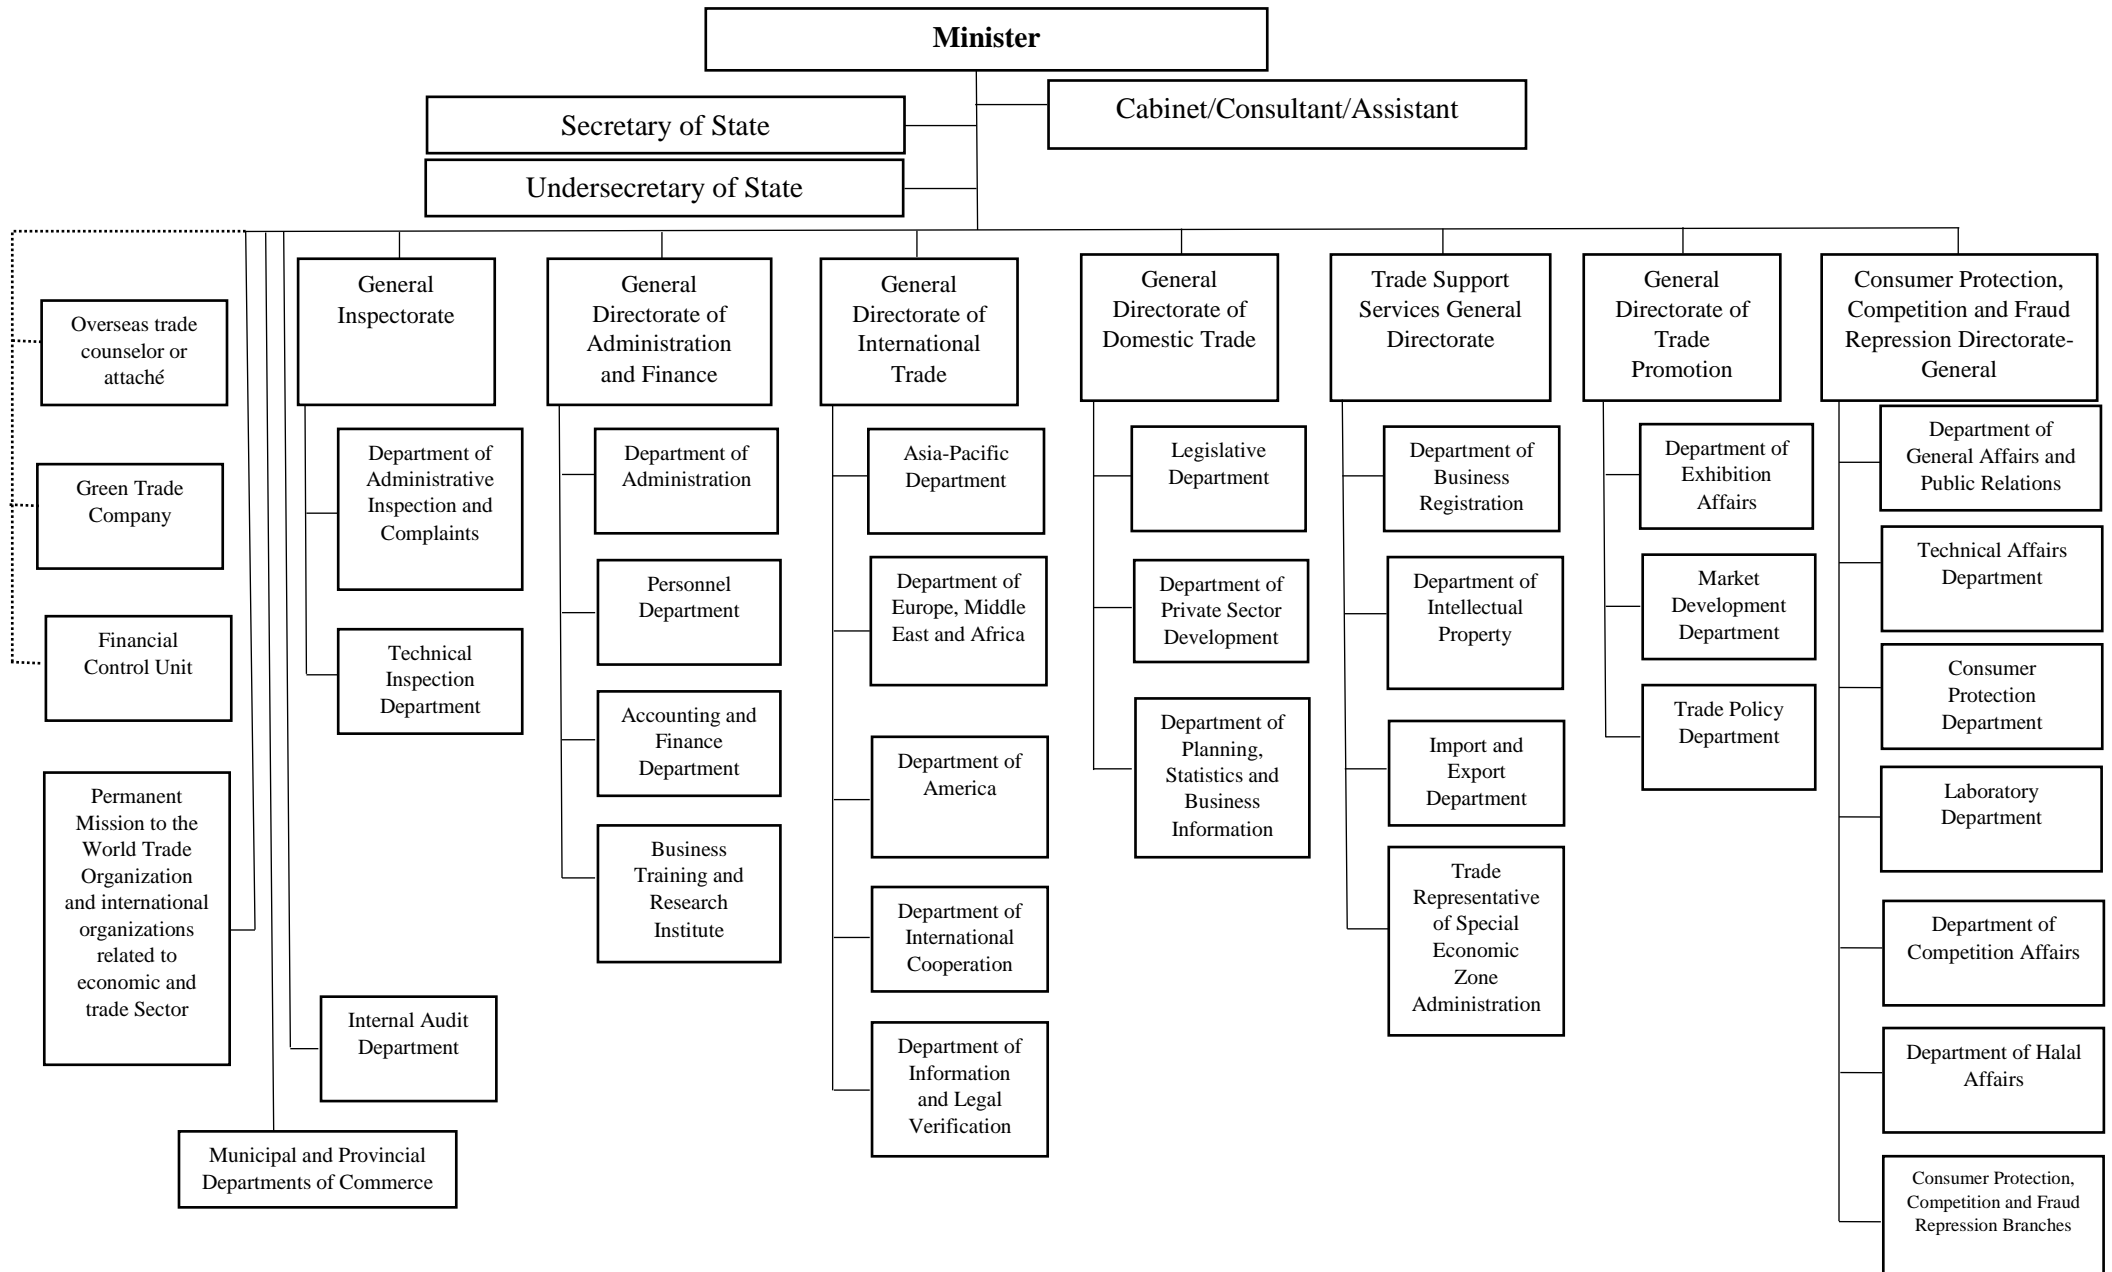 Minister
Cabinet/Consultant/Assistant
Secretary of State
Undersecretary of State
Overseas trade
counselor or
attaché
Green Trade
Company
Financial
Control Unit
Permanent
Mission to the
World Trade
Organization
and international
organizations
related to
economic and
trade Sector
Municipal and Provincial
Departments of Commerce
Internal Audit
Department
General
Inspectorate
Department of
Administrative
Inspection and
Complaints
Technical
Inspection
Department
General
Directorate of
Administration
and Finance
Department of
Administration
Personnel
Department
Accounting and
Finance
Department
Business
Training and
Research
Institute
General
Directorate of
International
Trade
Asia-Pacific
Department
Department of
Europe, Middle
East and Africa
Department of
America
Department of
International
Cooperation
Department of
Information
and Legal
Verification
General
Directorate of
Domestic Trade
Legislative
Department
Department of
Private Sector
Development
Department of
Planning,
Statistics and
Business
Information
Trade Support
Services General
Directorate
Department of
Business
Registration
Department of
Intellectual
Property
Import and
Export
Department
Trade
Representative
of Special
Economic
Zone
Administration
General
Directorate of
Trade
Promotion
Department of
Exhibition
Affairs
Market
Development
Department
Trade Policy
Department
Consumer Protection,
Competition and Fraud
Repression Directorate-
General
Department of
General Affairs and
Public Relations
Technical Affairs
Department
Consumer
Protection
Department
Laboratory
Department
Department of
Competition Affairs
Department of Halal
Affairs
Consumer Protection,
Competition and Fraud
Repression Branches